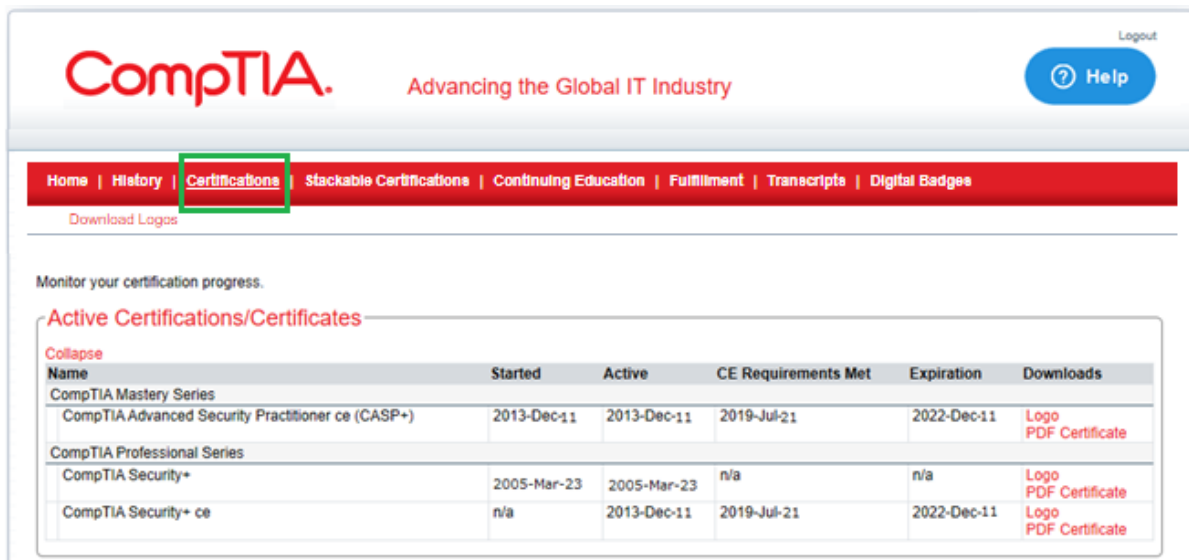 Logout
CompTIA.
Advancing the Global IT Industry
? Help
Home | History | Certifications | Stackable Certifications | Continuing Education | Fulfillment | Transcripts | Digital Badges
Download Logos
Monitor your certification progress.
Active Certifications/Certificates
Collapse
Name Started Active CE Requirements Met Expiration Downloads
CompTIA Mastery Series
CompTIA Advanced Security Practitioner ce (CASP+) 2013-Dec-11 2013-Dec-11 2019-Jul-21 2022-Dec-11 Logo
PDF Certificate
CompTIA Professional Series
CompTIA Security+ 2005-Mar-23 2005-Mar-23 n/a n/a Logo
PDF Certificate
CompTIA Security+ ce n/a 2013-Dec-11 2019-Jul-21 2022-Dec-11 Logo
PDF Certificate